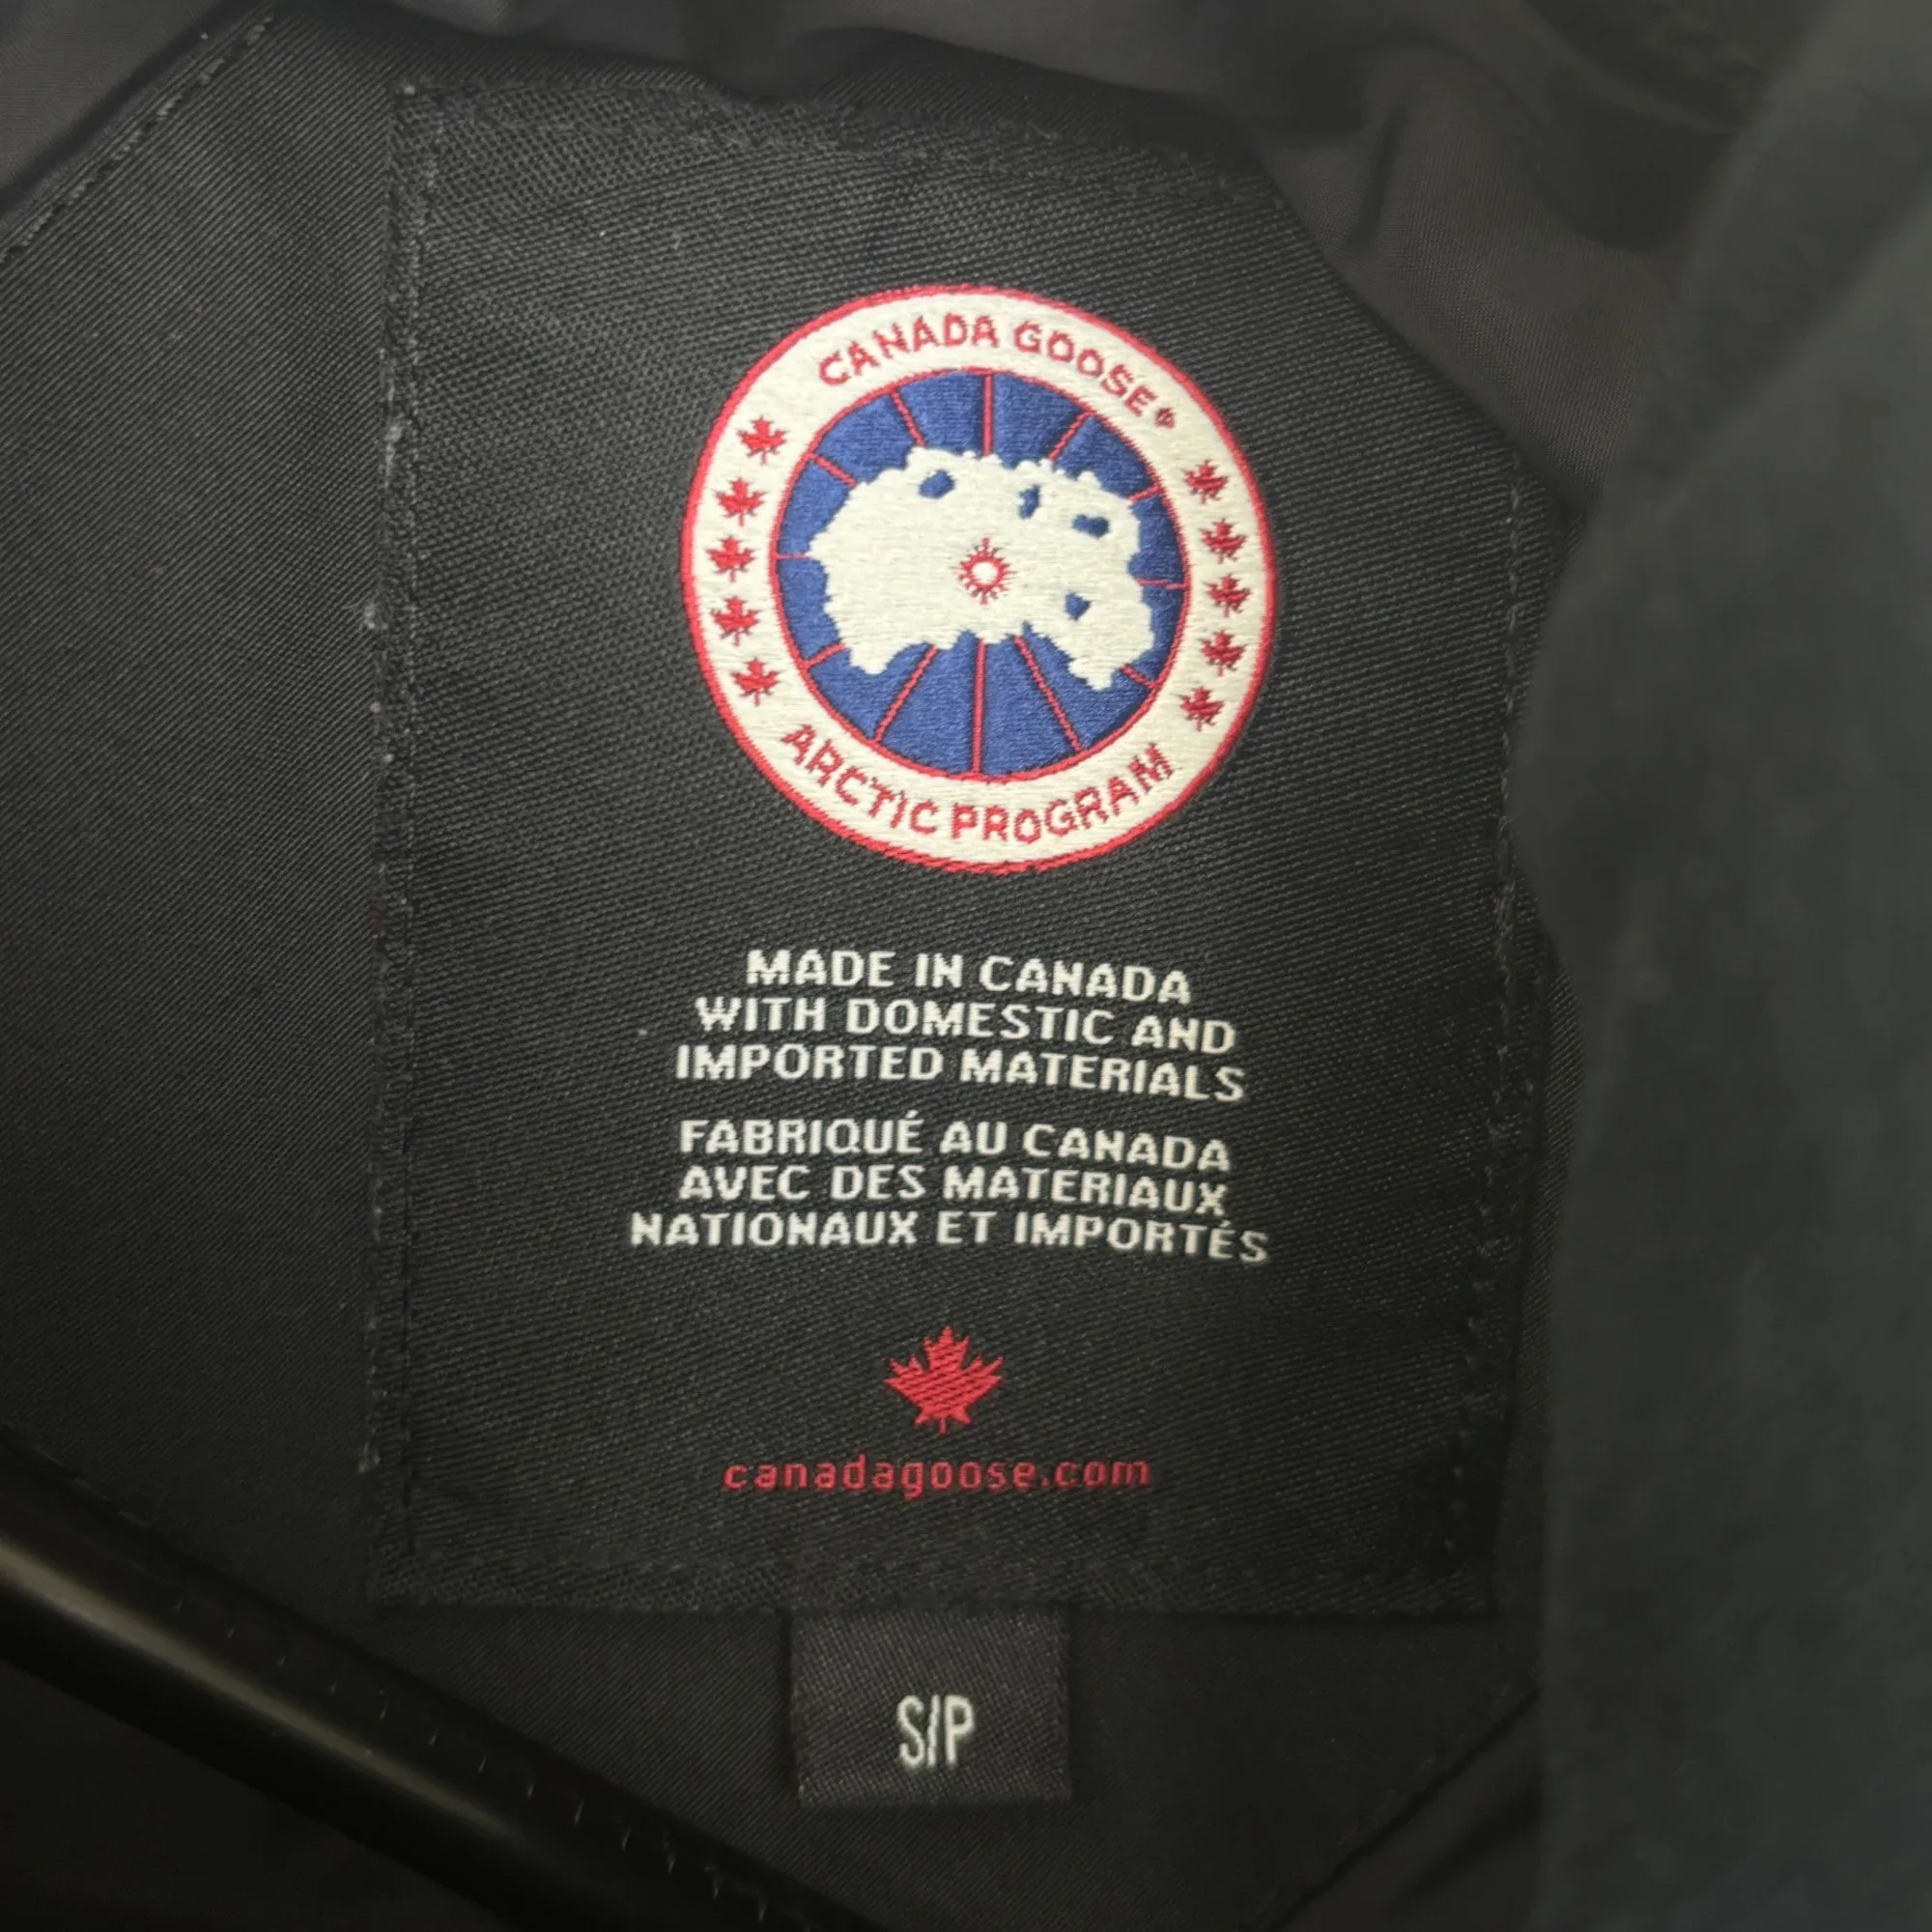 CANADA GOOSE®
ARCTIC PROGRAM
MADE IN CANADA
WITH DOMESTIC AND
IMPORTED MATERIALS
FABRIQUÉ AU CANADA
AVEC DES MATERIAUX
NATIONAUX ET IMPORTÉS
canadagoose.com
S/P